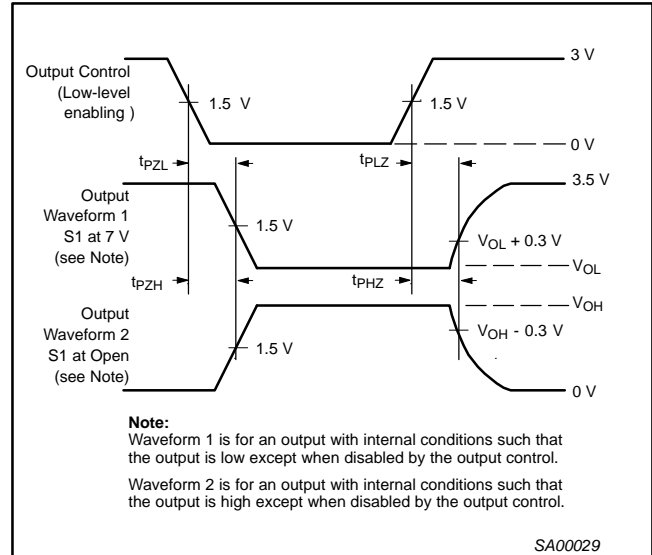 3 V
Output Control
(Low-level
enabling )
1.5 V
1.5 V
0 V
tPZL
tPLZ
3.5 V
Output
Waveform 1
S1 at 7 V
(see Note)
1.5 V
VOL + 0.3 V
VOL
tPZH
tPHZ
VOH
Output
Waveform 2
S1 at Open
(see Note)
1.5 V
VOH - 0.3 V
0 V
Note:
Waveform 1 is for an output with internal conditions such that
the output is low except when disabled by the output control.
Waveform 2 is for an output with internal conditions such that
the output is high except when disabled by the output control.
SA00029